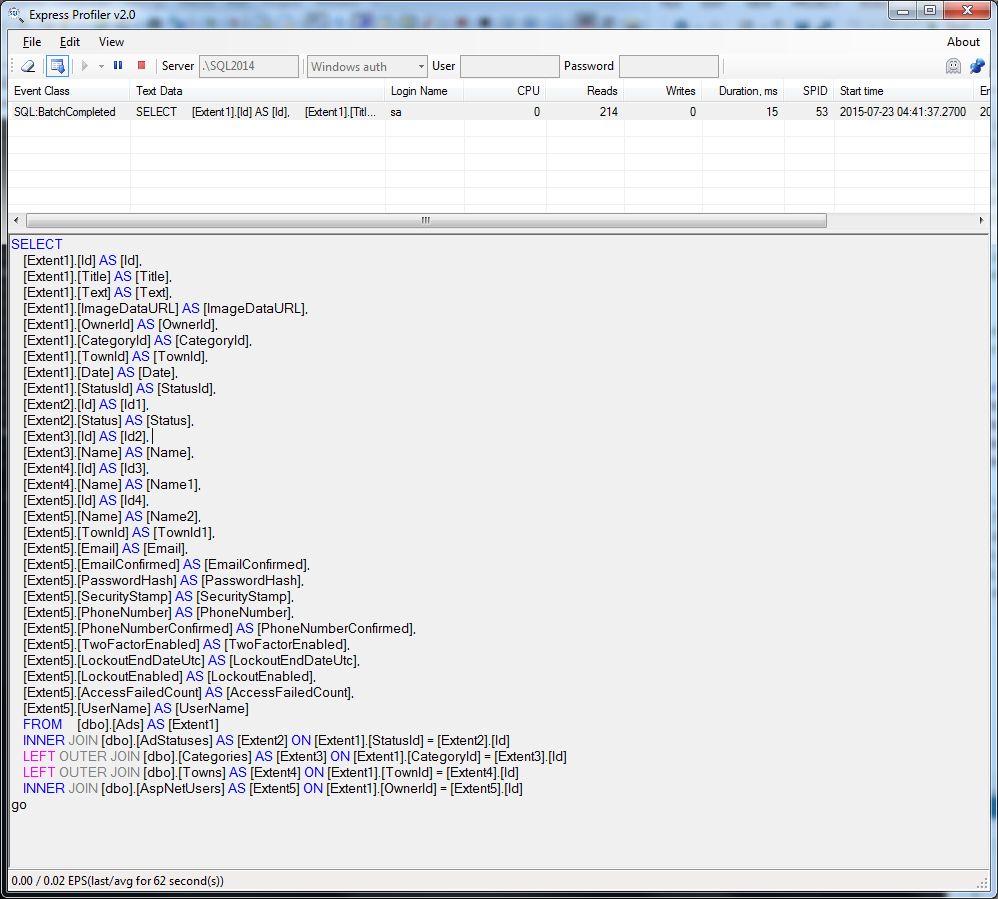 Express Profiler v2.0
File Edit View About
Server .\SQL2014 Windows auth User Password
Event Class Text Data Login Name CPU Reads Writes Duration, ms SPID Start time En
SQL:BatchCompleted SELECT [Extent1].[Id] AS [Id], [Extent1].[Titl... sa 0 214 0 15 53 2015-07-23 04:41:37.2700 20
SELECT
[Extent1].[Id] AS [Id],
[Extent1].[Title] AS [Title],
[Extent1].[Text] AS [Text],
[Extent1].[ImageDataURL] AS [ImageDataURL],
[Extent1].[OwnerId] AS [OwnerId],
[Extent1].[CategoryId] AS [CategoryId],
[Extent1].[TownId] AS [TownId],
[Extent1].[Date] AS [Date],
[Extent1].[StatusId] AS [StatusId],
[Extent2].[Id] AS [Id1],
[Extent2].[Status] AS [Status],
[Extent3].[Id] AS [Id2],
[Extent3].[Name] AS [Name],
[Extent4].[Id] AS [Id3],
[Extent4].[Name] AS [Name1],
[Extent5].[Id] AS [Id4],
[Extent5].[Name] AS [Name2],
[Extent5].[TownId] AS [TownId1],
[Extent5].[Email] AS [Email],
[Extent5].[EmailConfirmed] AS [EmailConfirmed],
[Extent5].[PasswordHash] AS [PasswordHash],
[Extent5].[SecurityStamp] AS [SecurityStamp],
[Extent5].[PhoneNumber] AS [PhoneNumber],
[Extent5].[PhoneNumberConfirmed] AS [PhoneNumberConfirmed],
[Extent5].[TwoFactorEnabled] AS [TwoFactorEnabled],
[Extent5].[LockoutEndDateUtc] AS [LockoutEndDateUtc],
[Extent5].[LockoutEnabled] AS [LockoutEnabled],
[Extent5].[AccessFailedCount] AS [AccessFailedCount],
[Extent5].[UserName] AS [UserName]
FROM [dbo].[Ads] AS [Extent1]
INNER JOIN [dbo].[AdStatuses] AS [Extent2] ON [Extent1].[StatusId] = [Extent2].[Id]
LEFT OUTER JOIN [dbo].[Categories] AS [Extent3] ON [Extent1].[CategoryId] = [Extent3].[Id]
LEFT OUTER JOIN [dbo].[Towns] AS [Extent4] ON [Extent1].[TownId] = [Extent4].[Id]
INNER JOIN [dbo].[AspNetUsers] AS [Extent5] ON [Extent1].[OwnerId] = [Extent5].[Id]
go
0.00 / 0.02 EPS(last/avg for 62 second(s))